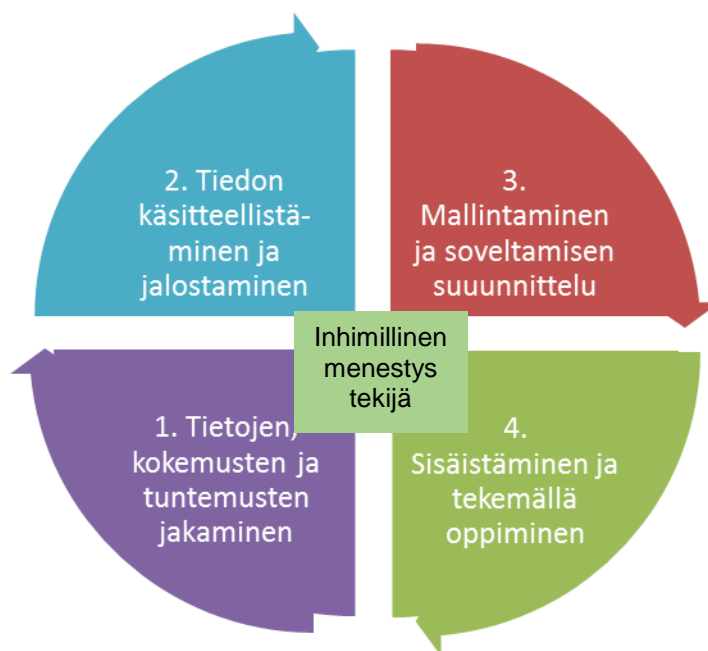 2. Tiedon
käsitteellistä-
minen ja
jalostaminen
3.
Mallintaminen
ja soveltamisen
suuunnittelu
Inhimillinen
menestys
tekijä
1. Tietojen,
kokemusten ja
tuntemusten
jakaminen
4.
Sisäistäminen ja
tekemällä
oppiminen